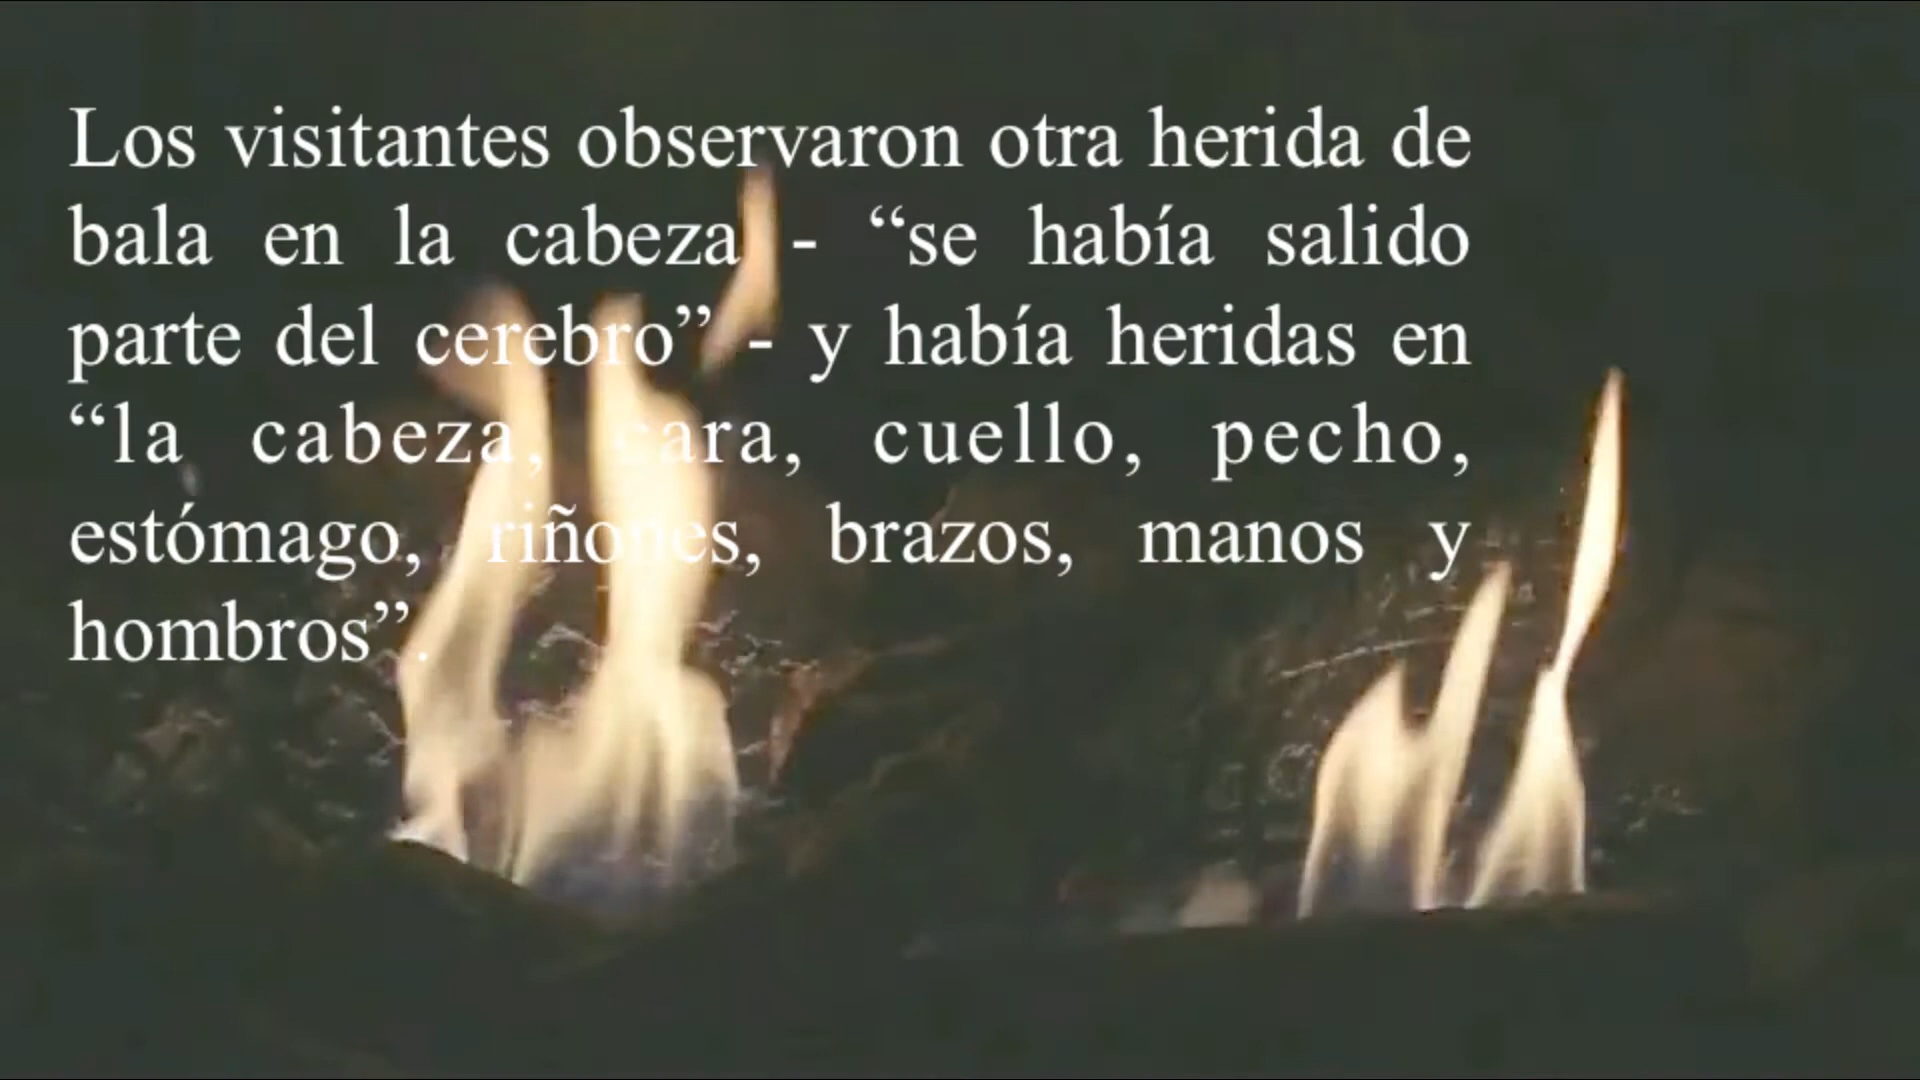 Los visitantes observaron otra herida de
bala en la cabeza - “se había salido
parte del cerebro” - y había heridas en
“la cabeza, cara, cuello, pecho,
estómago, riñones, brazos, manos y
hombros”.